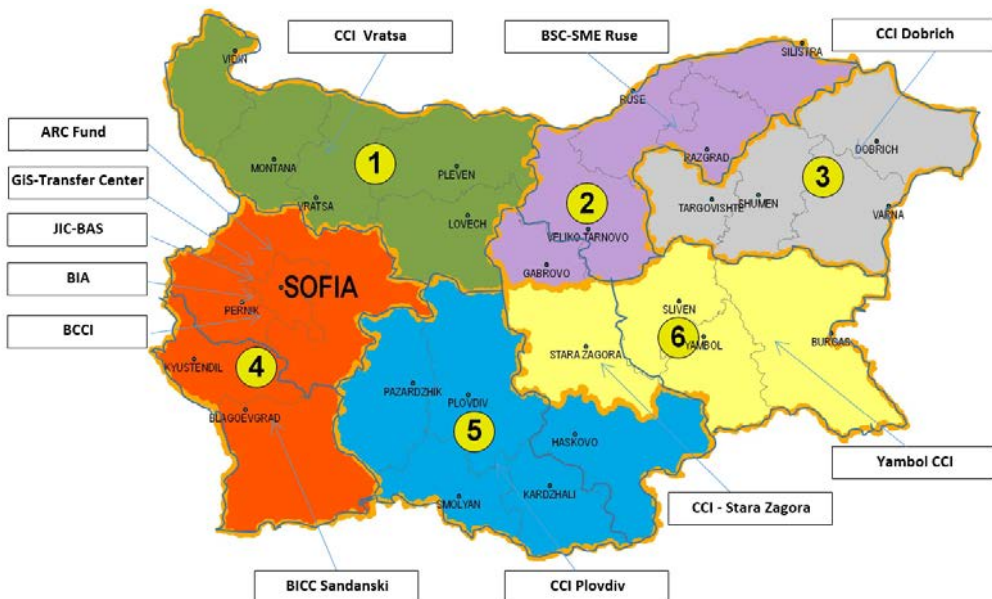 CCI Vratsa
BSC-SME Ruse
CCI Dobrich
VIDIN
SILISTRA
RUSE
ARC Fund
GiS-Transfer Center
JIC-BAS
BIA
BCCI
MONTANA
1
PLEVEN
VRATSA
LOVECH
RAZGRAD
DOBRICH
3
TARGOVISHTE
SHUMEN
VARNA
2
VELIKO TARNOVO
GABROVO
SOFIA
PERNIK
SLIVEN
6
YAMBOL
BURGAS
STARA ZAGORA
KYUSTENDIL
4
BLAGOEVGRAD
PAZARDZHIK
PLOVDIV
5
HASKOVO
KARDZHALI
SMOLYAN
Yambol CCI
CCI - Stara Zagora
BICC Sandanski
CCI Plovdiv